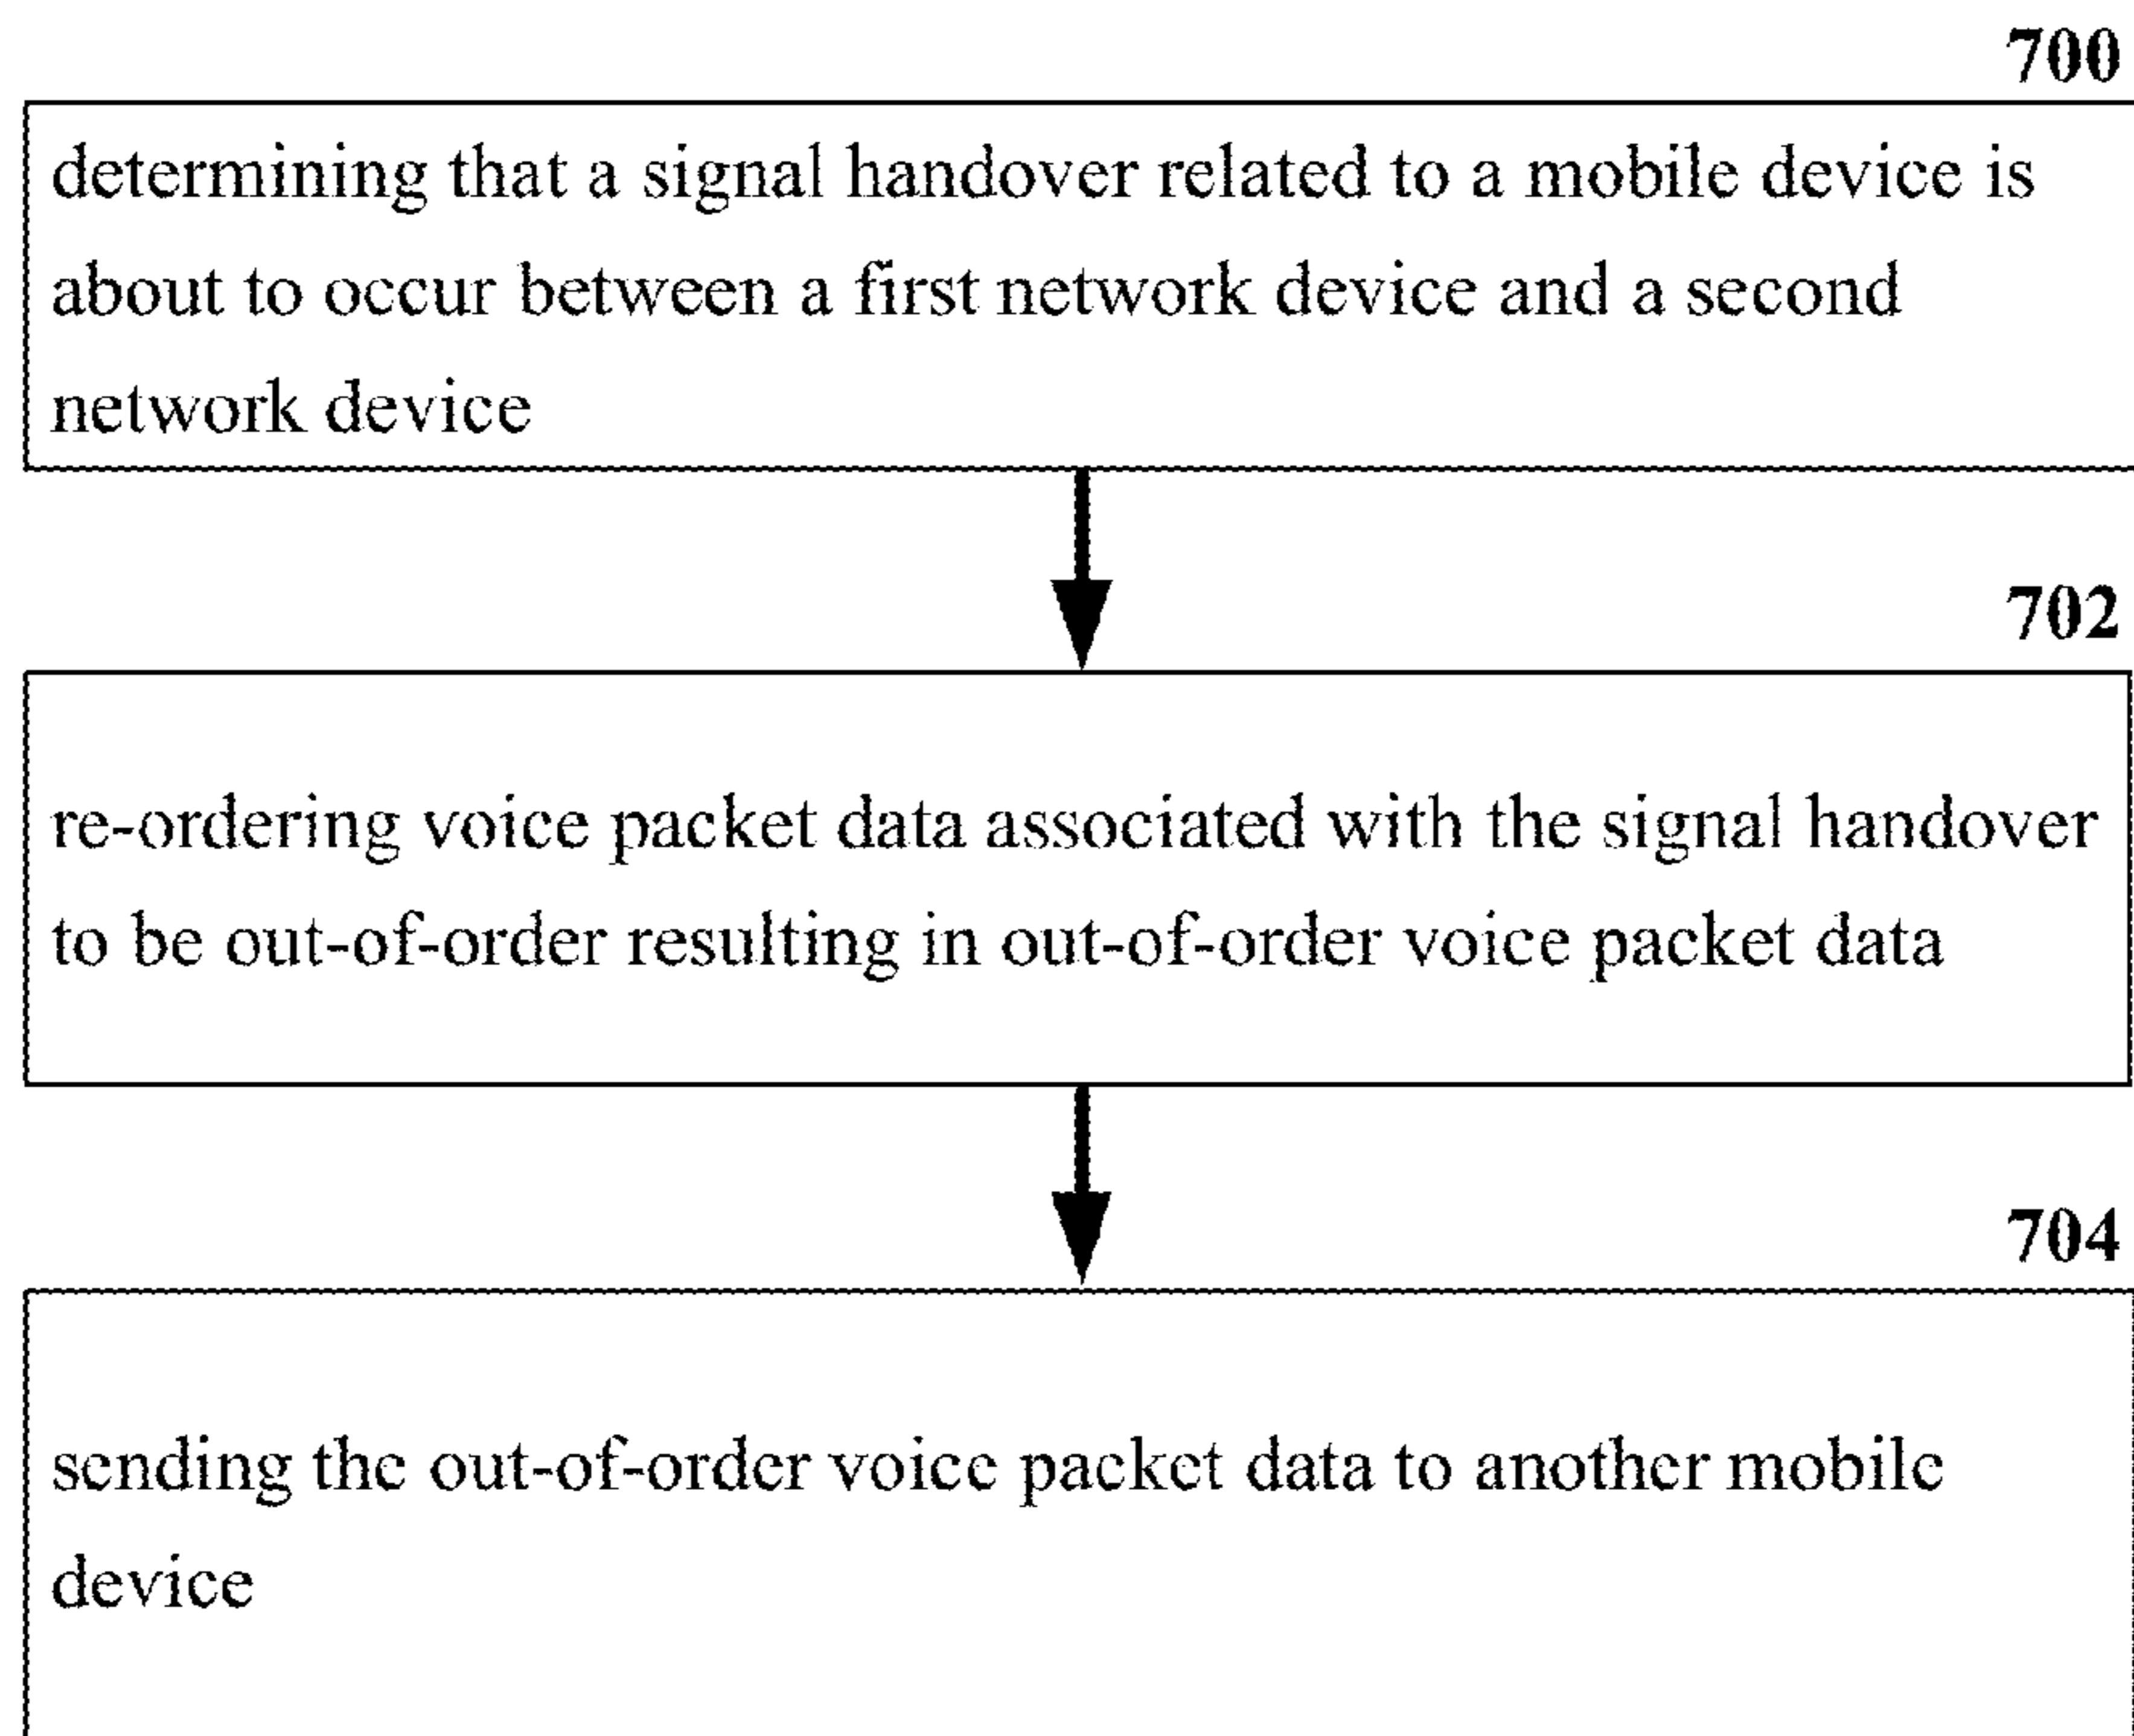 700
determining that a signal handover related to a mobile device is
about to occur between a first network device and a second
network device
702
re-ordering voice packet data associated with the signal handover
to be out-of-order resulting in out-of-order voice packet data
704
sending the out-of-order voice packet data to another mobile
device